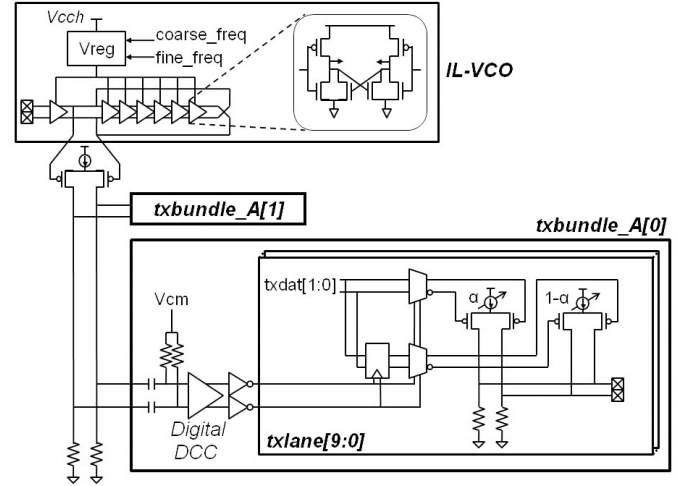 Vcch
Vreg
coarse_freq
fine_freq
IL-VCO
txbundle_A[1]
txbundle_A[0]
txdat[1:0]
α
1-α
Vcm
Digital
DCC
txlane[9:0]